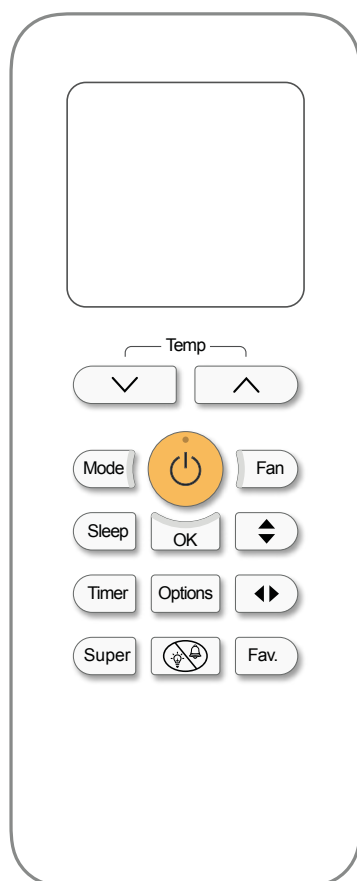 Temp
Mode
Fan
Sleep
OK
Timer
Options
Super
Fav.